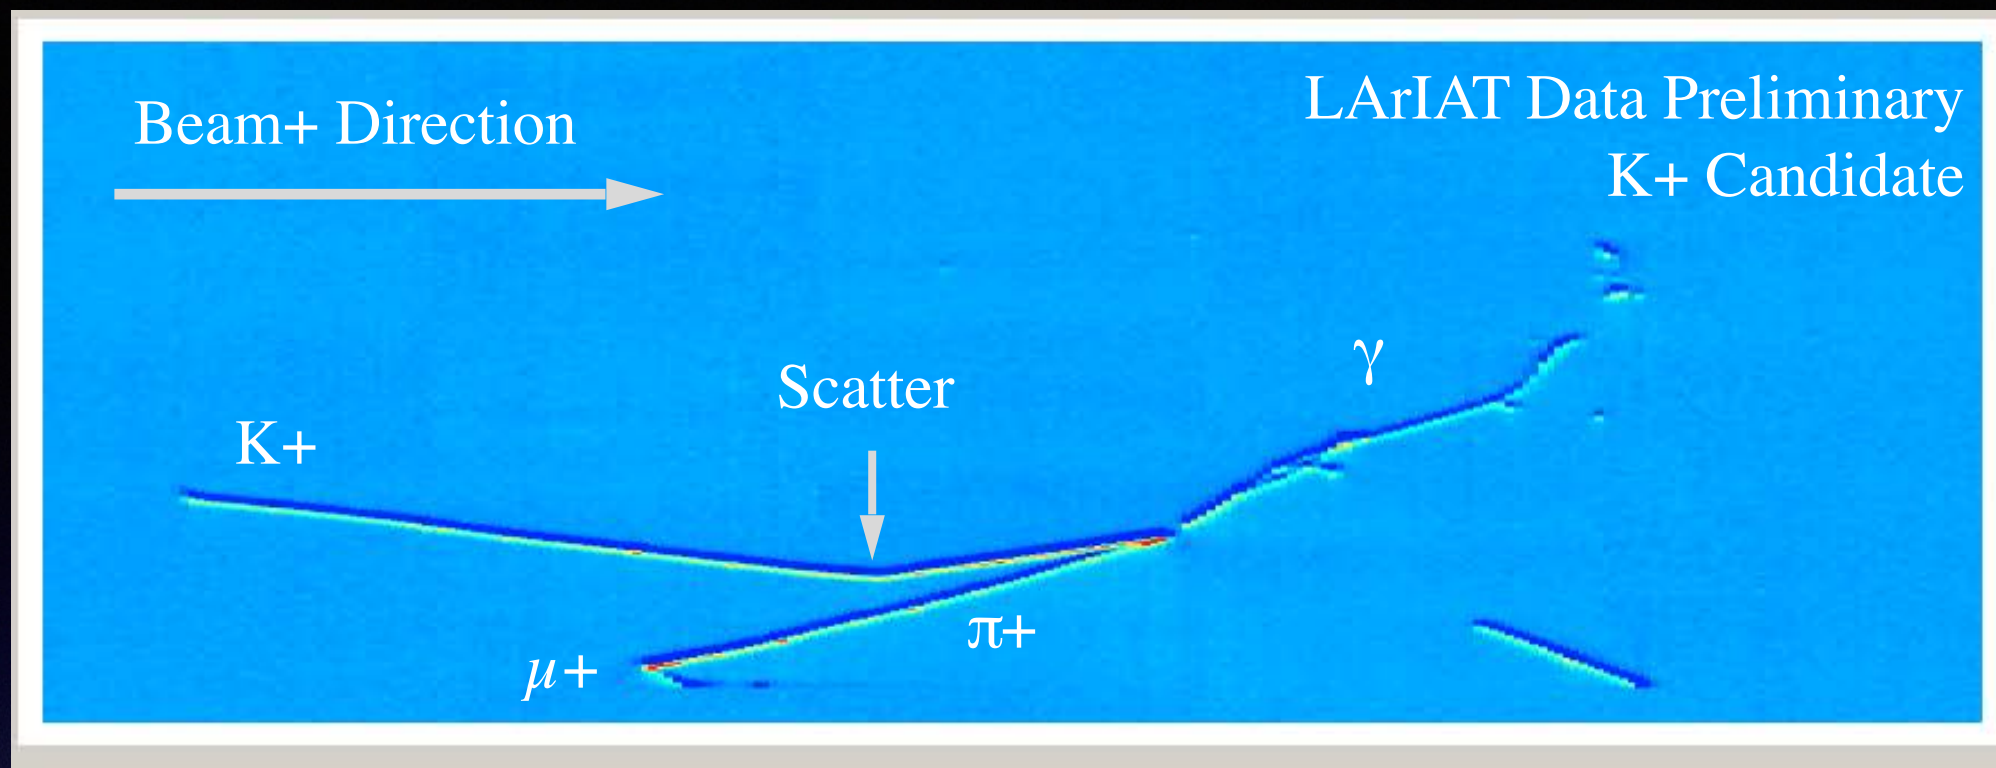 Beam+ Direction
LArIAT Data Preliminary
K+ Candidate
γ
Scatter
K+
π+
μ+